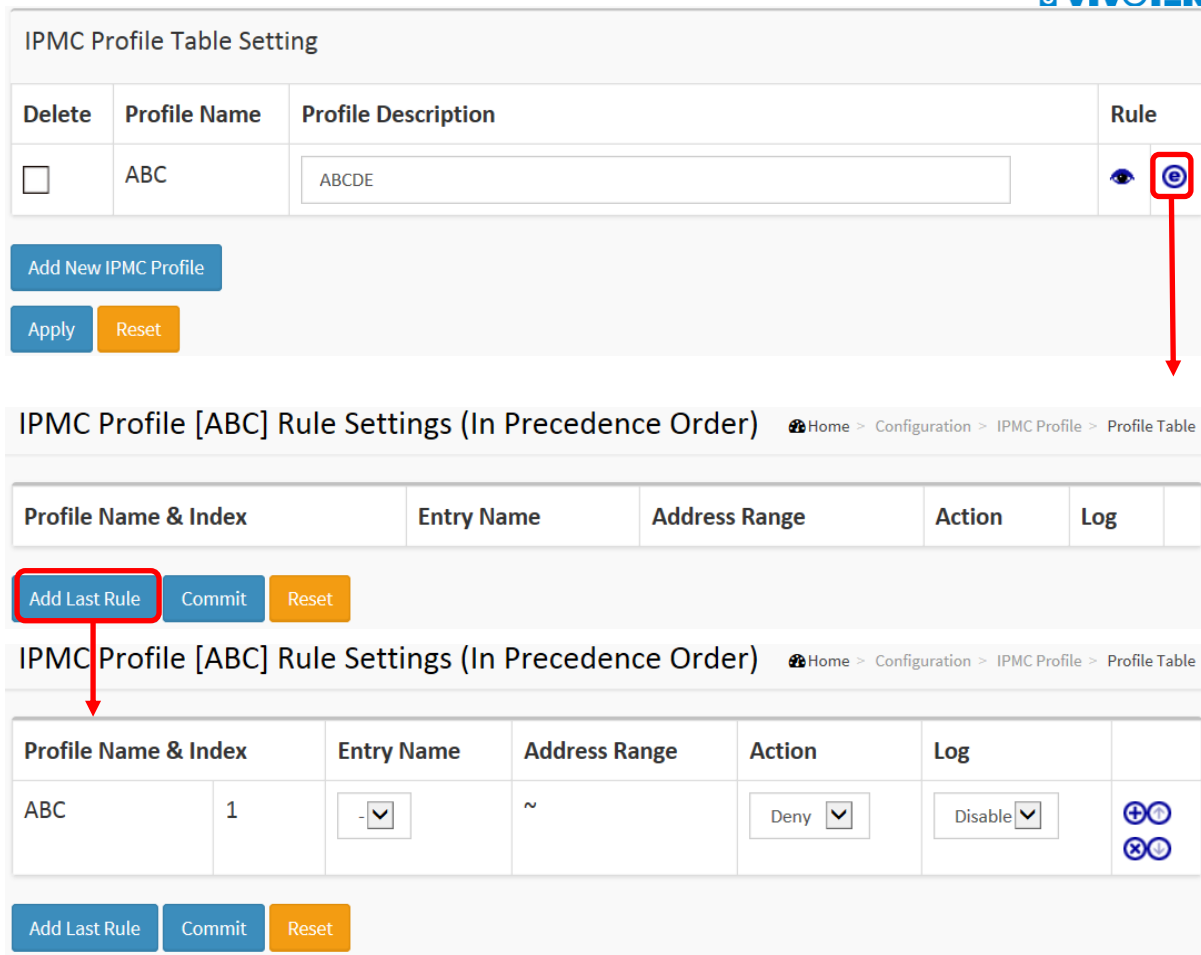 VIVOTEK
IPMC Profile Table Setting
Delete Profile Name Profile Description Rule
ABC ABCDE e
Add New IPMC Profile
Apply Reset
IPMC Profile [ABC] Rule Settings (In Precedence Order) Home > Configuration > IPMC Profile > Profile Table
Profile Name & Index Entry Name Address Range Action Log
Add Last Rule Commit Reset
IPMC Profile [ABC] Rule Settings (In Precedence Order) Home > Configuration > IPMC Profile > Profile Table
Profile Name & Index Entry Name Address Range Action Log
ABC 1 - ~ Deny Disable
Add Last Rule Commit Reset